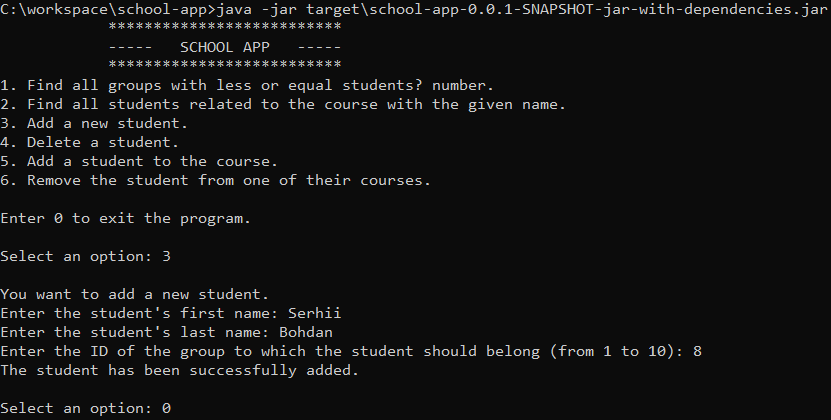 C:\workspace\school-app>java -jar target\school-app-0.0.1-SNAPSHOT-jar-with-dependencies.jar
**************************
-----   SCHOOL APP   -----
**************************
1. Find all groups with less or equal students? number.
2. Find all students related to the course with the given name.
3. Add a new student.
4. Delete a student.
5. Add a student to the course.
6. Remove the student from one of their courses.
Enter 0 to exit the program.
Select an option: 3
You want to add a new student.
Enter the student's first name: Serhii
Enter the student's last name: Bohdan
Enter the ID of the group to which the student should belong (from 1 to 10): 8
The student has been successfully added.
Select an option: 0